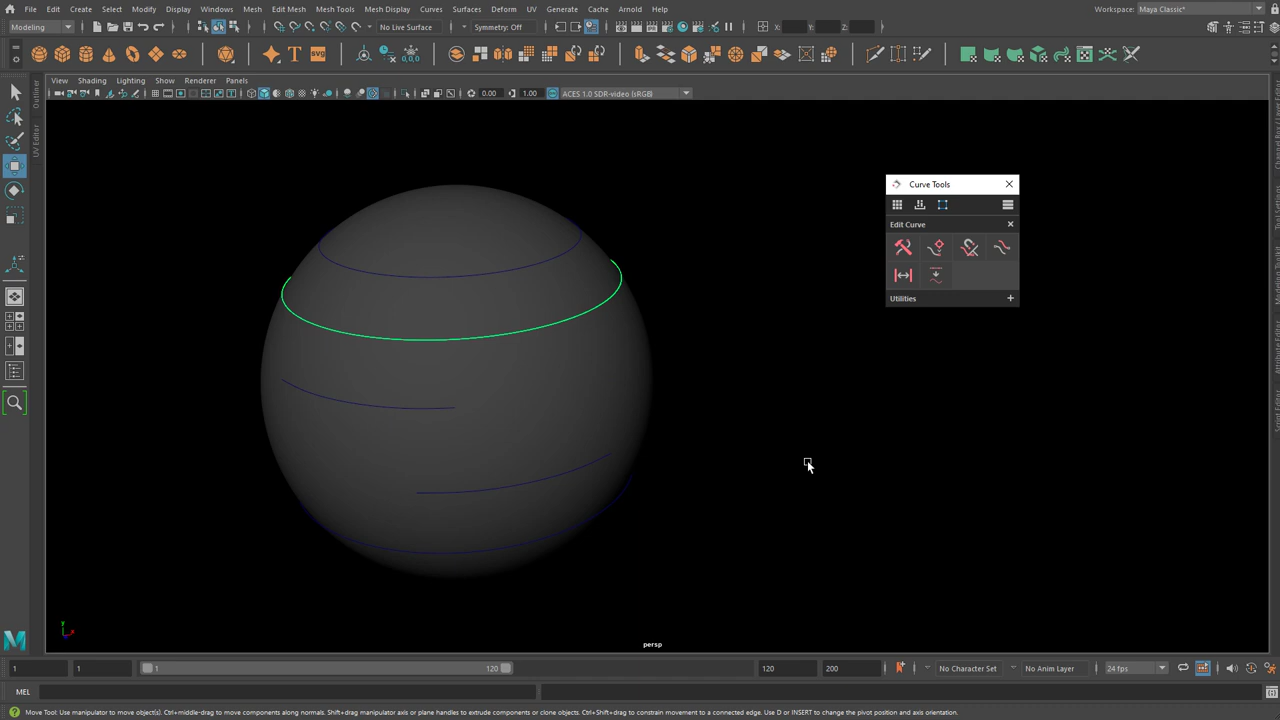 File Edit Create Select Modify Display Windows Mesh Edit Mesh Mesh Tools Mesh Display Curves Surfaces Deform UV Generate Cache Arnold Help
Workspace: Maya Classic*
Modeling
No Live Surface
Symmetry: Off
X:
Y:
Z:
T
SVG
View Shading Lighting Show Renderer Panels
0.00
1.00
ACES 1.0 SDR-video (sRGB)
Outliner
UV Editor
Curve Tools
Edit Curve
Utilities
y
x
persp
1
1
1
120
120
200
No Character Set
No Anim Layer
24 fps
MEL
Move Tool: Use manipulator to move object(s). Ctrl+middle-drag to move components along normals. Shift+drag manipulator axis or plane handles to extrude components or clone objects. Ctrl+Shift+drag to constrain movement to a connected edge. Use D or INSERT to change the pivot position and axis orientation.